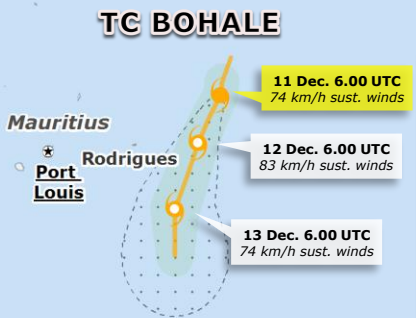 TC BOHALE
11 Dec. 6.00 UTC
74 km/h sust. winds
Mauritius
Rodrigues
Port
Louis
12 Dec. 6.00 UTC
83 km/h sust. winds
13 Dec. 6.00 UTC
74 km/h sust. winds